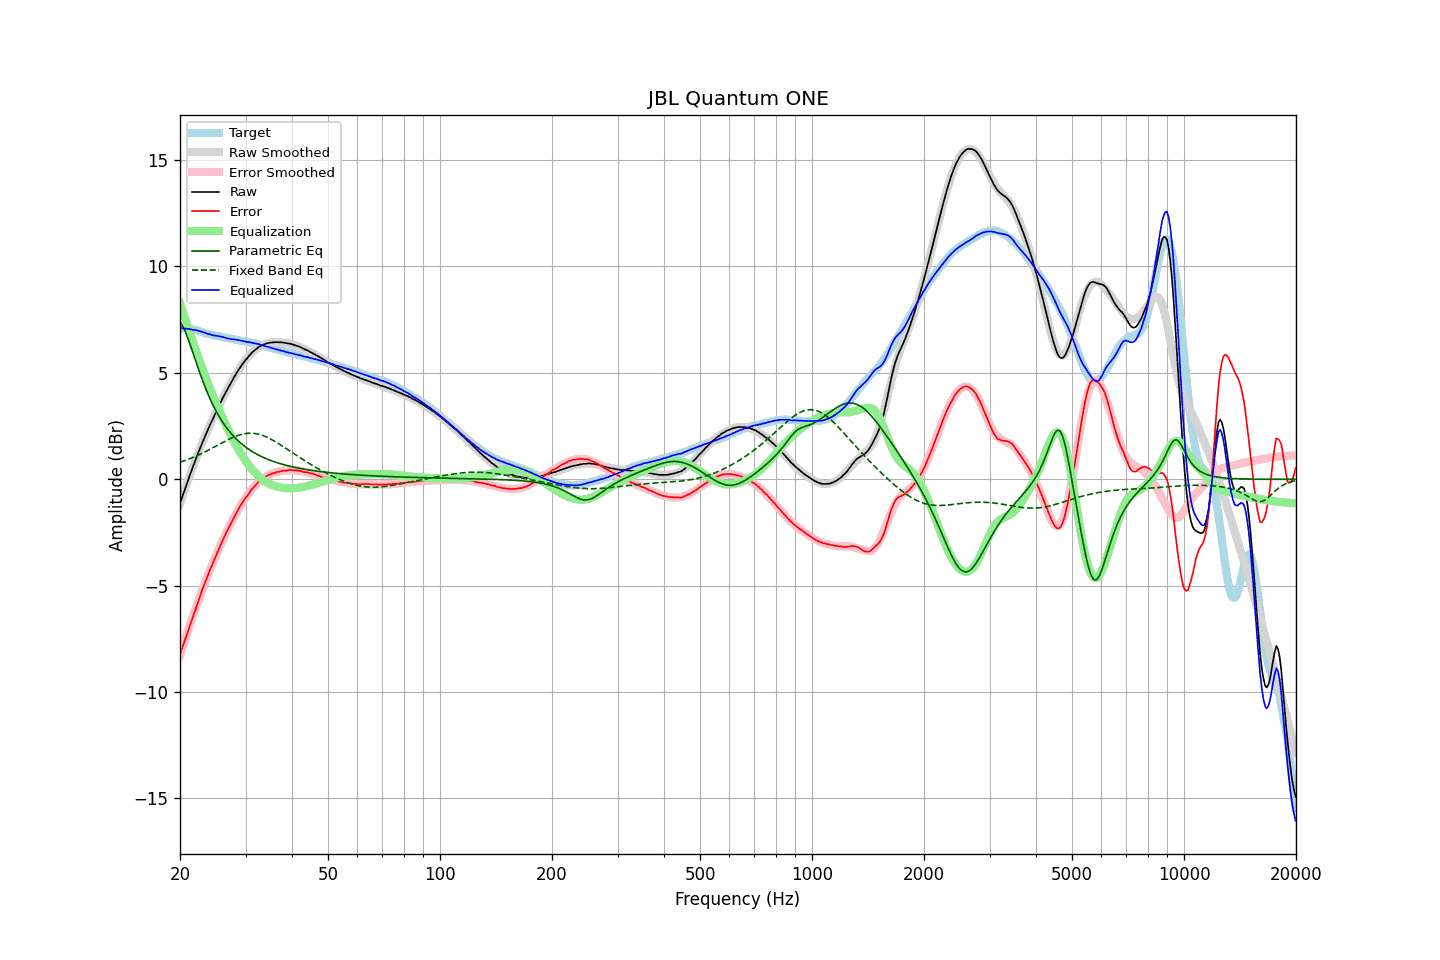 JBL Quantum ONE
Target
Raw Smoothed
Error Smoothed
Raw
Error
Equalization
Parametric Eq
Fixed Band Eq
Equalized
15
10
5
0
−5
−10
−15
Amplitude (dBr)
20
50
100
200
500
1000
2000
5000
10000
20000
Frequency (Hz)